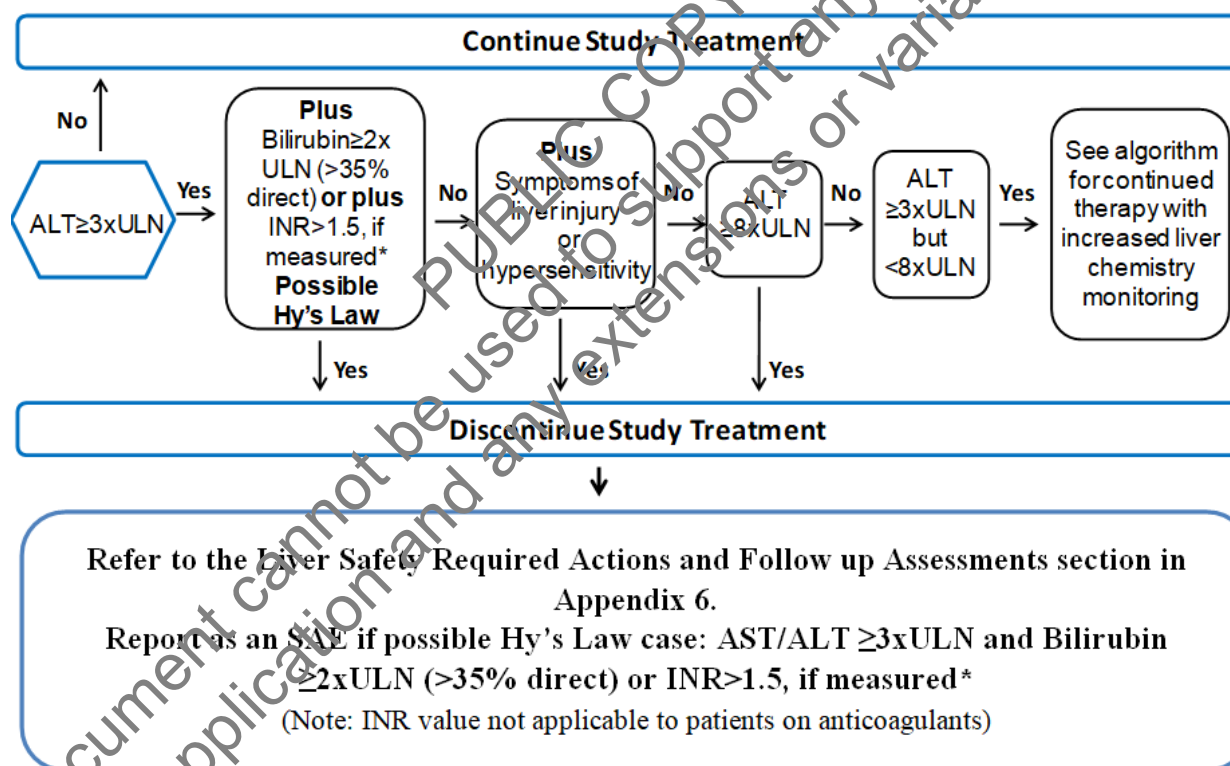 Continue Study Treatment
No
ALT≥3xULN
Yes
Plus
Bilirubin≥2x
ULN (>35%
direct) or plus
INR>1.5, if
measured*
Possible
Hy's Law
No
Yes
Plus
Symptoms of
liver injury
or
hypersensitivity
No
Yes
ALT
≥8xULN
No
Yes
ALT
≥3xULN
but
<8xULN
Yes
See algorithm
for continued
therapy with
increased liver
chemistry
monitoring
Discontinue Study Treatment
Refer to the Liver Safety Required Actions and Follow up Assessments section in
Appendix 6.
Report as an SAE if possible Hy's Law case: AST/ALT ≥3xULN and Bilirubin
≥2xULN (>35% direct) or INR>1.5, if measured*
(Note: INR value not applicable to patients on anticoagulants)
PUBLIC COPY
cument cannot be used to support any
pplication and any extensions or varia